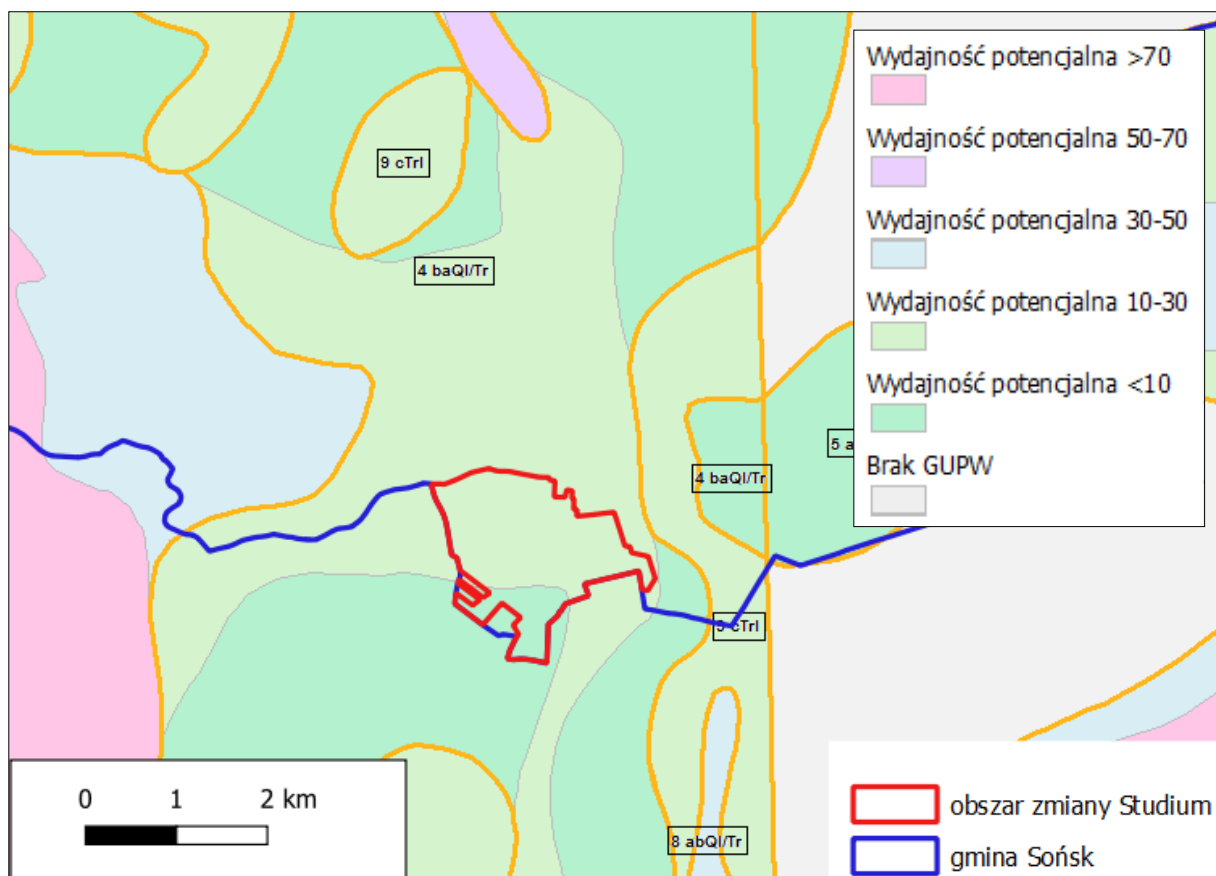 Wydajność potencjalna >70
Wydajność potencjalna 50-70
Wydajność potencjalna 30-50
Wydajność potencjalna 10-30
Wydajność potencjalna <10
Brak GUPW
9 cTrI
4 baQI/Tr
4 baQI/Tr
5 a
cTrI
8 abQI/Tr
0 1 2 km
obszar zmiany Studium
gmina Sońsk